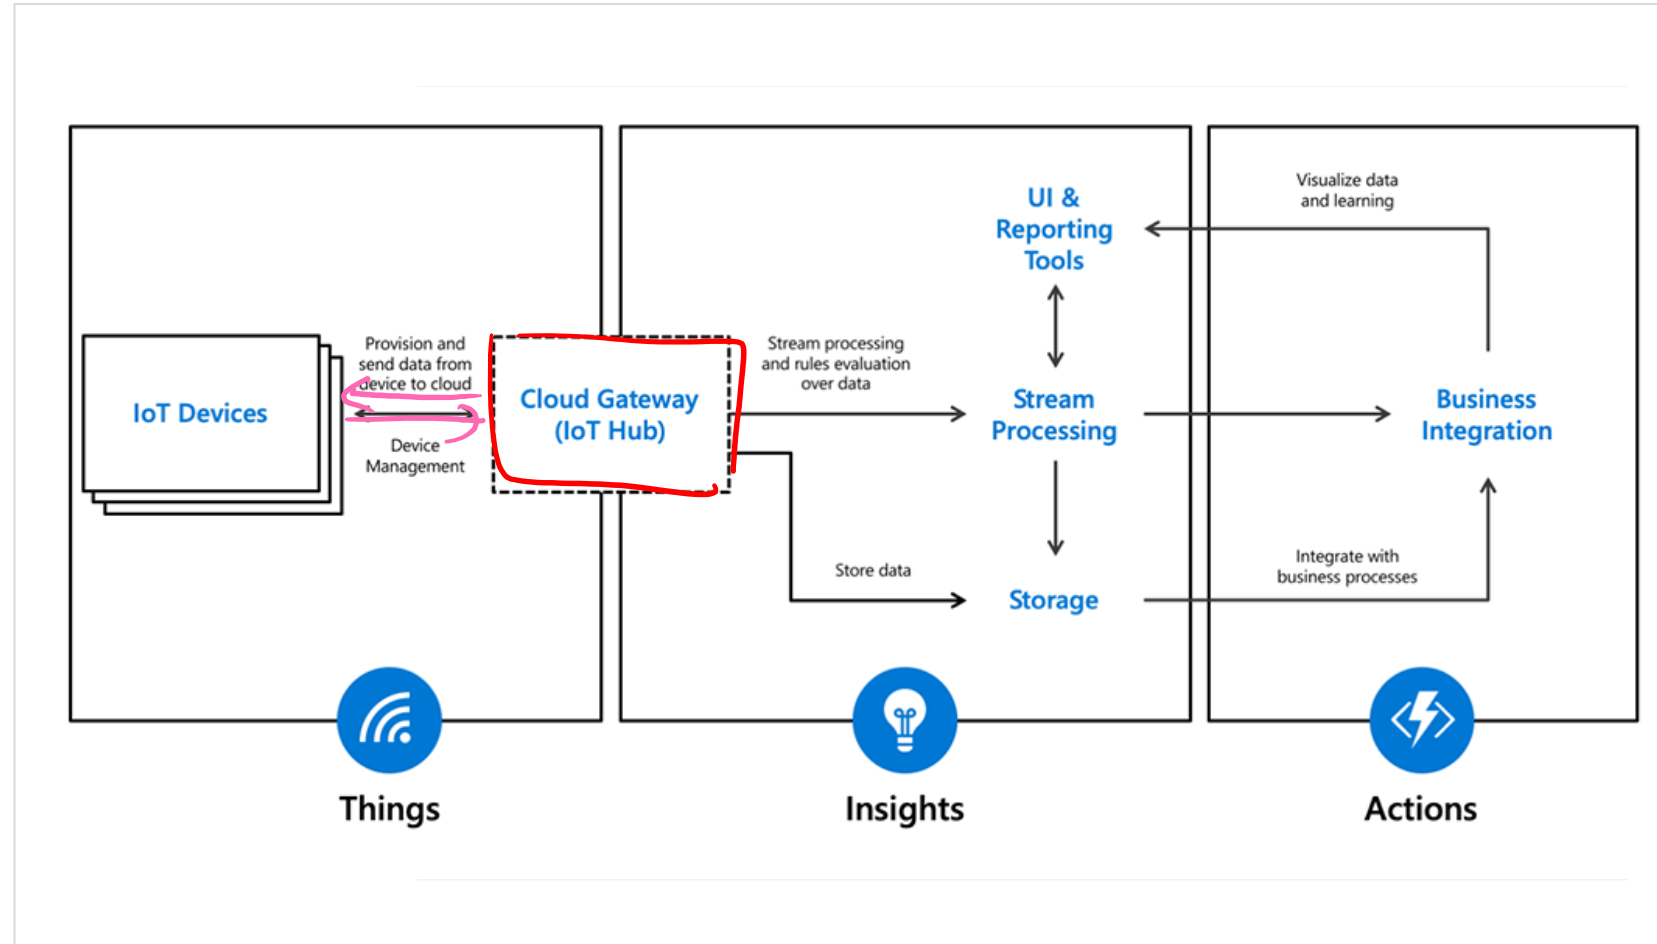 UI &
Reporting
Tools
Visualize data
and learning
Provision and
send data from
device to cloud
Stream processing
and rules evaluation
over data
IoT Devices
Cloud Gateway
(IoT Hub)
Stream
Processing
Business
Integration
Device
Management
Store data
Storage
Integrate with
business processes
Things
Insights
Actions